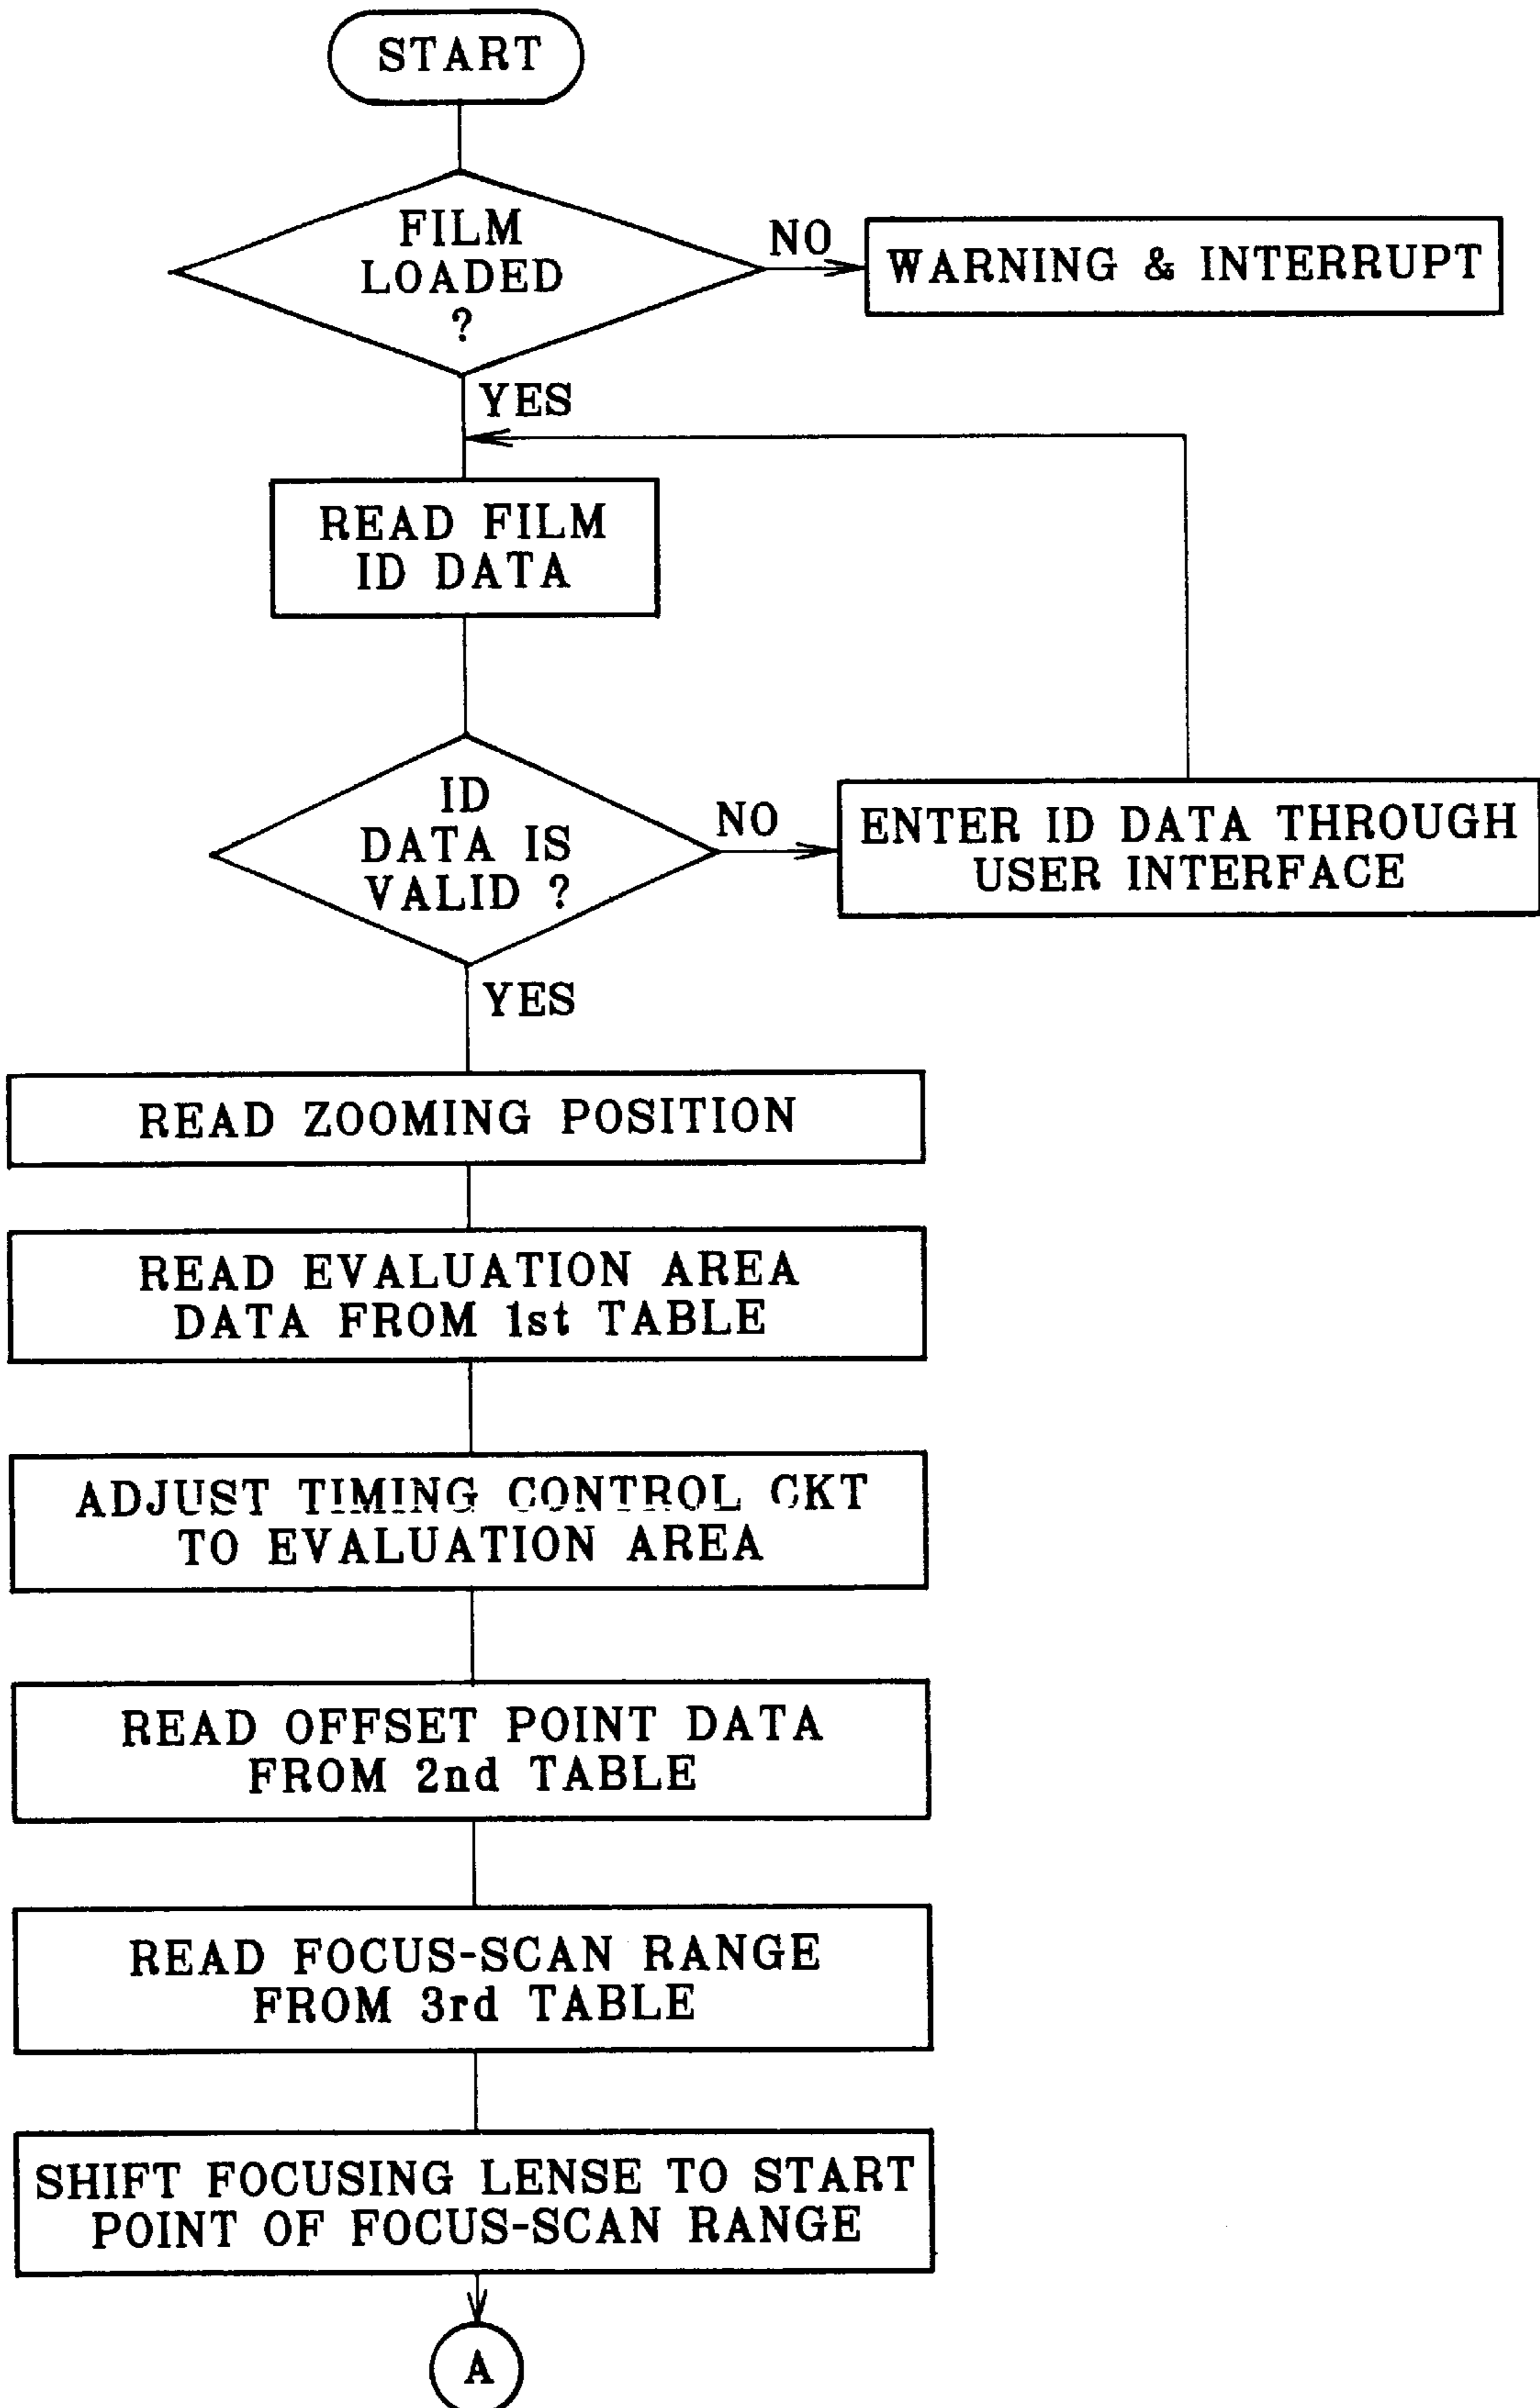 START
FILM
LOADED
?
NO
WARNING & INTERRUPT
YES
READ FILM
ID DATA
ID
DATA IS
VALID ?
NO
ENTER ID DATA THROUGH
USER INTERFACE
YES
READ ZOOMING POSITION
READ EVALUATION AREA
DATA FROM 1st TABLE
ADJUST TIMING CONTROL CKT
TO EVALUATION AREA
READ OFFSET POINT DATA
FROM 2nd TABLE
READ FOCUS-SCAN RANGE
FROM 3rd TABLE
SHIFT FOCUSING LENSE TO START
POINT OF FOCUS-SCAN RANGE
A